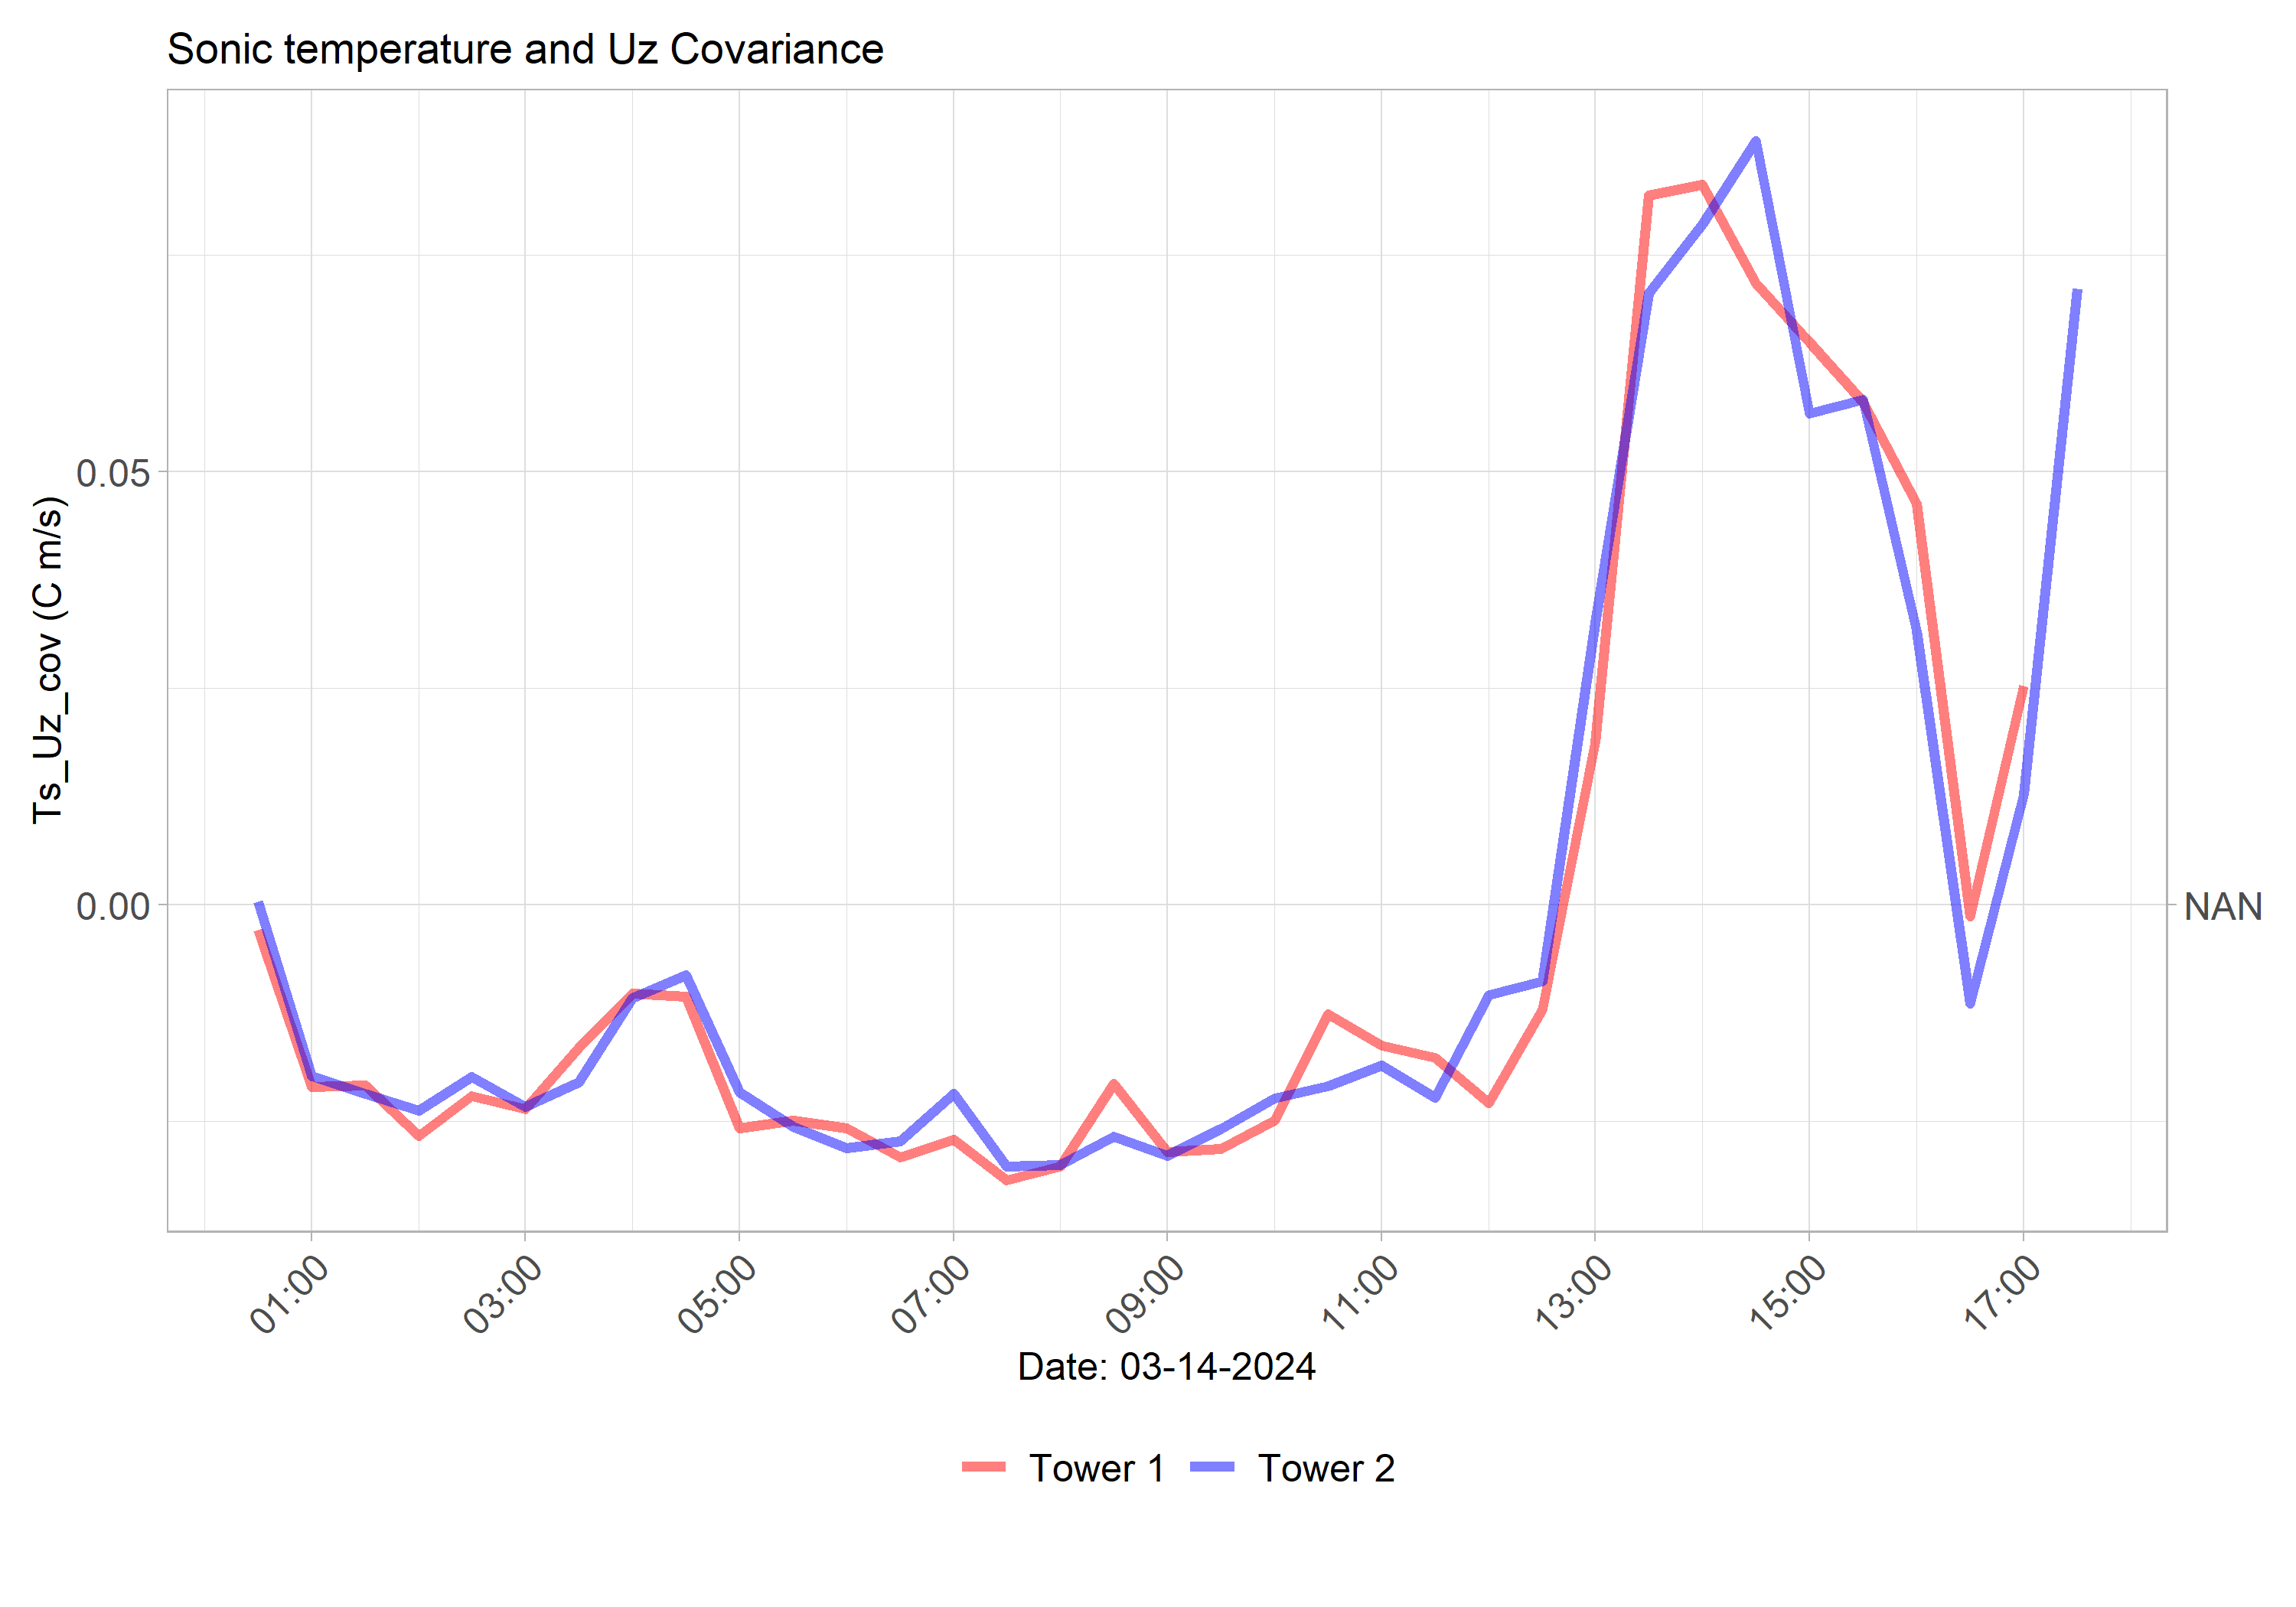 Sonic temperature and Uz Covariance
Ts_Uz_cov (C m/s)
0.05
0.00
NAN
01:00
03:00
05:00
07:00
09:00
11:00
13:00
15:00
17:00
Date: 03-14-2024
Tower 1
Tower 2